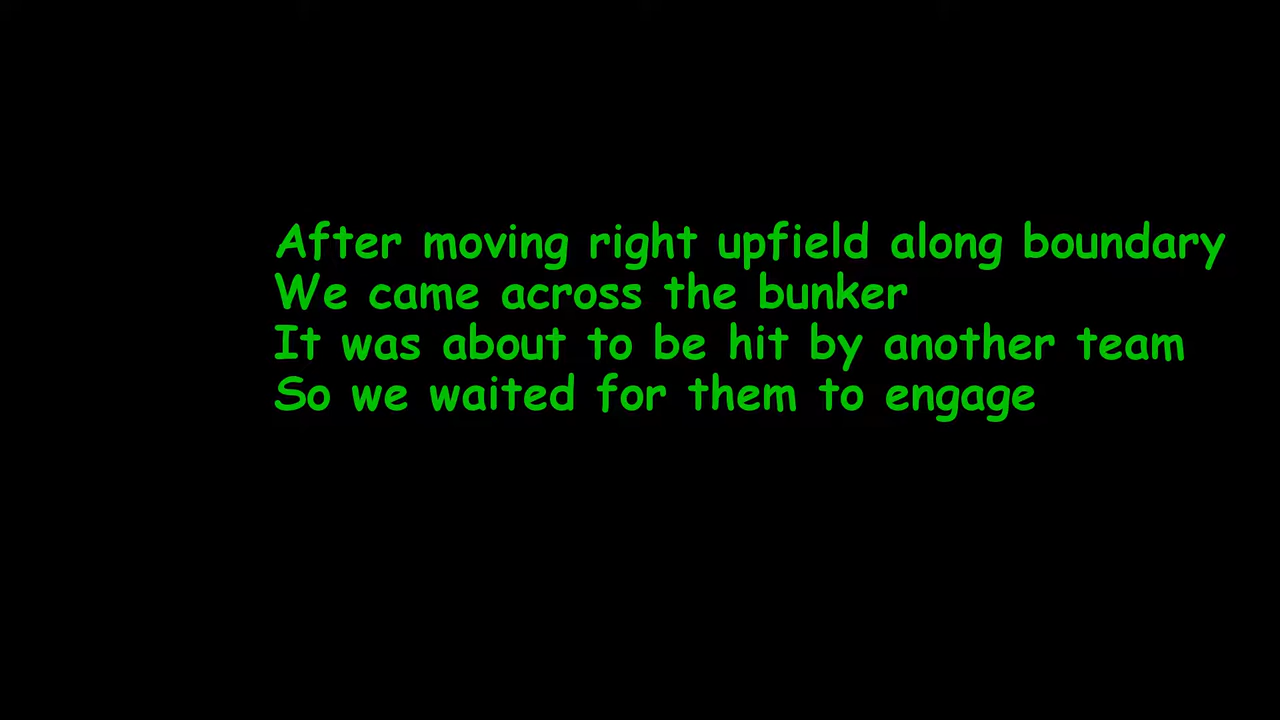 After moving right upfield along boundary
We came across the bunker
It was about to be hit by another team
So we waited for them to engage